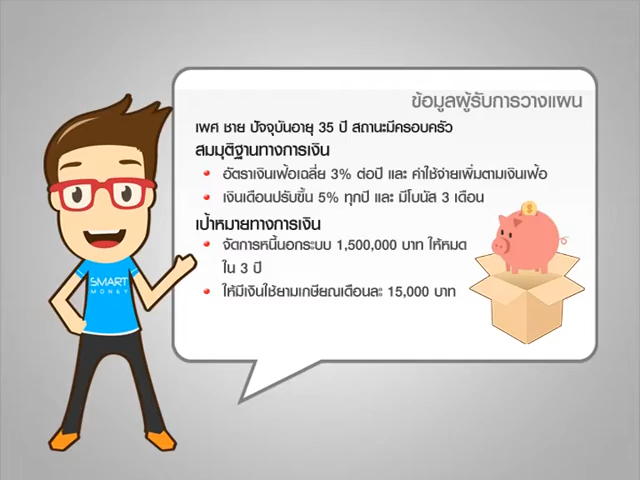 ข้อมูลผู้รับการวางแผน
เพศ ชาย ปัจจุบันอายุ 35 ปี สถานะมีครอบครัว
สมมุติฐานทางการเงิน
อัตราเงินเฟ้อเฉลี่ย 3% ต่อปี และ ค่าใช้จ่ายเพิ่มตามเงินเฟ้อ
เงินเดือนปรับขึ้น 5% ทุกปี และ มีโบนัส 3 เดือน
เป้าหมายทางการเงิน
จัดการหนี้นอกระบบ 1,500,000 บาท ให้หมด
ใน 3 ปี
ให้มีเงินใช้ยามเกษียณเดือนละ 15,000 บาท
SMART
MONEY